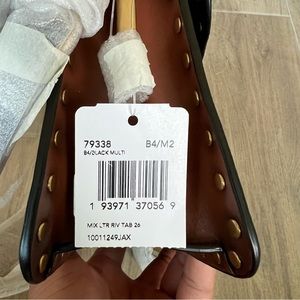 79338 B4/M2
B4/BLACK MULTI
1 93971 37056 9
MIX LTR RIV TAB 26
10011249JAX